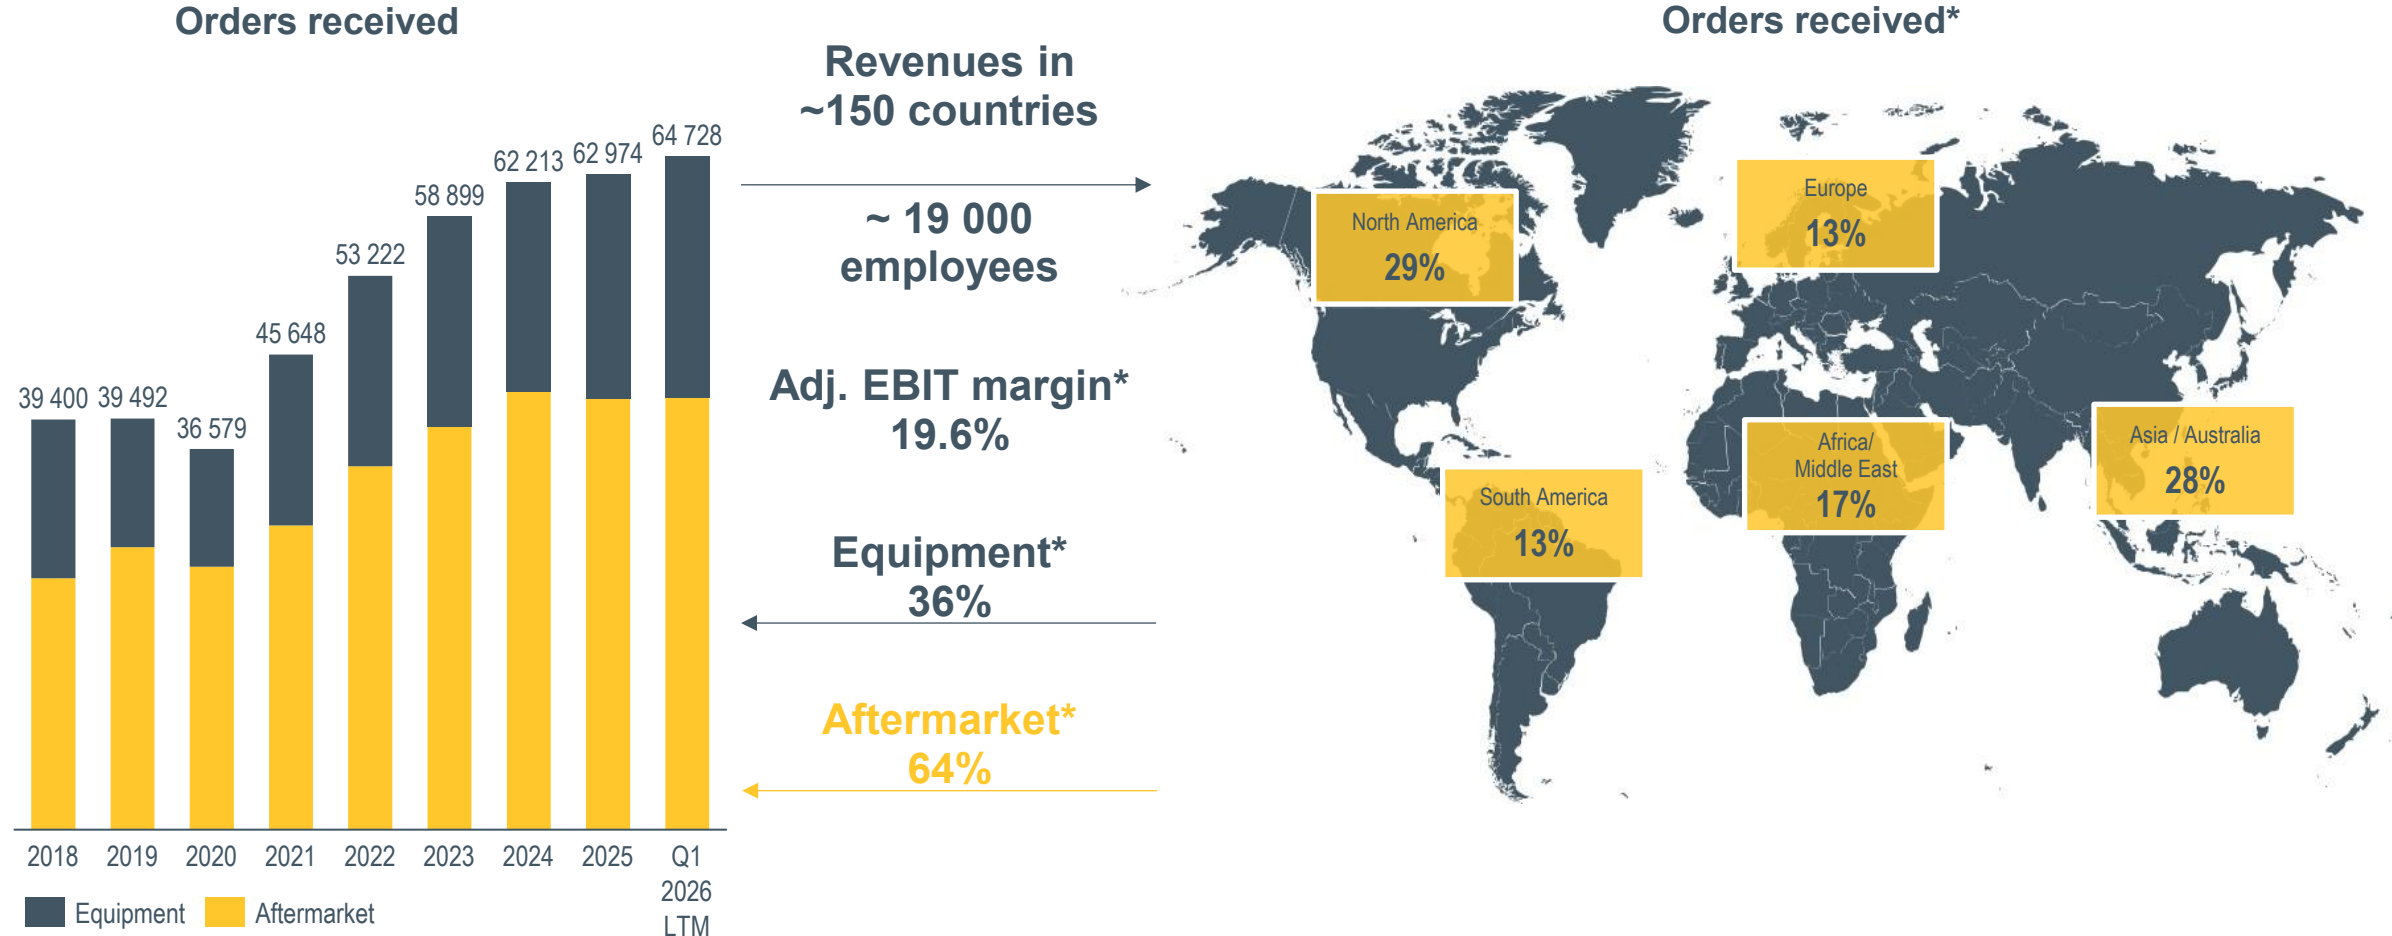 Orders received
39 400
39 492
36 579
45 648
53 222
58 899
62 213
62 974
64 728
2018
2019
2020
2021
2022
2023
2024
2025
Q1
2026
LTM
Equipment
Aftermarket
Revenues in
~150 countries
~ 19 000
employees
Adj. EBIT margin*
19.6%
Equipment*
36%
Aftermarket*
64%
Orders received*
North America
29%
Europe
13%
South America
13%
Africa/
Middle East
17%
Asia / Australia
28%